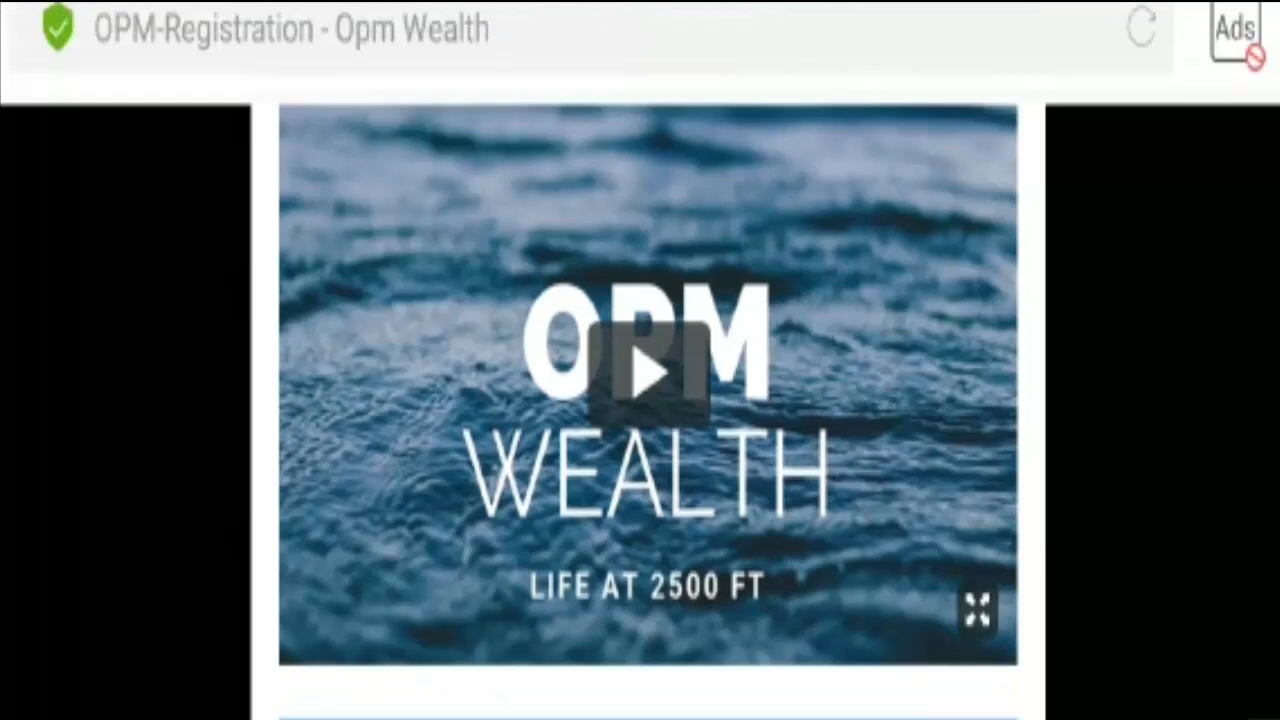 OPM-Registration - Opm Wealth
Ads
OPM
WEALTH
LIFE AT 2500 FT